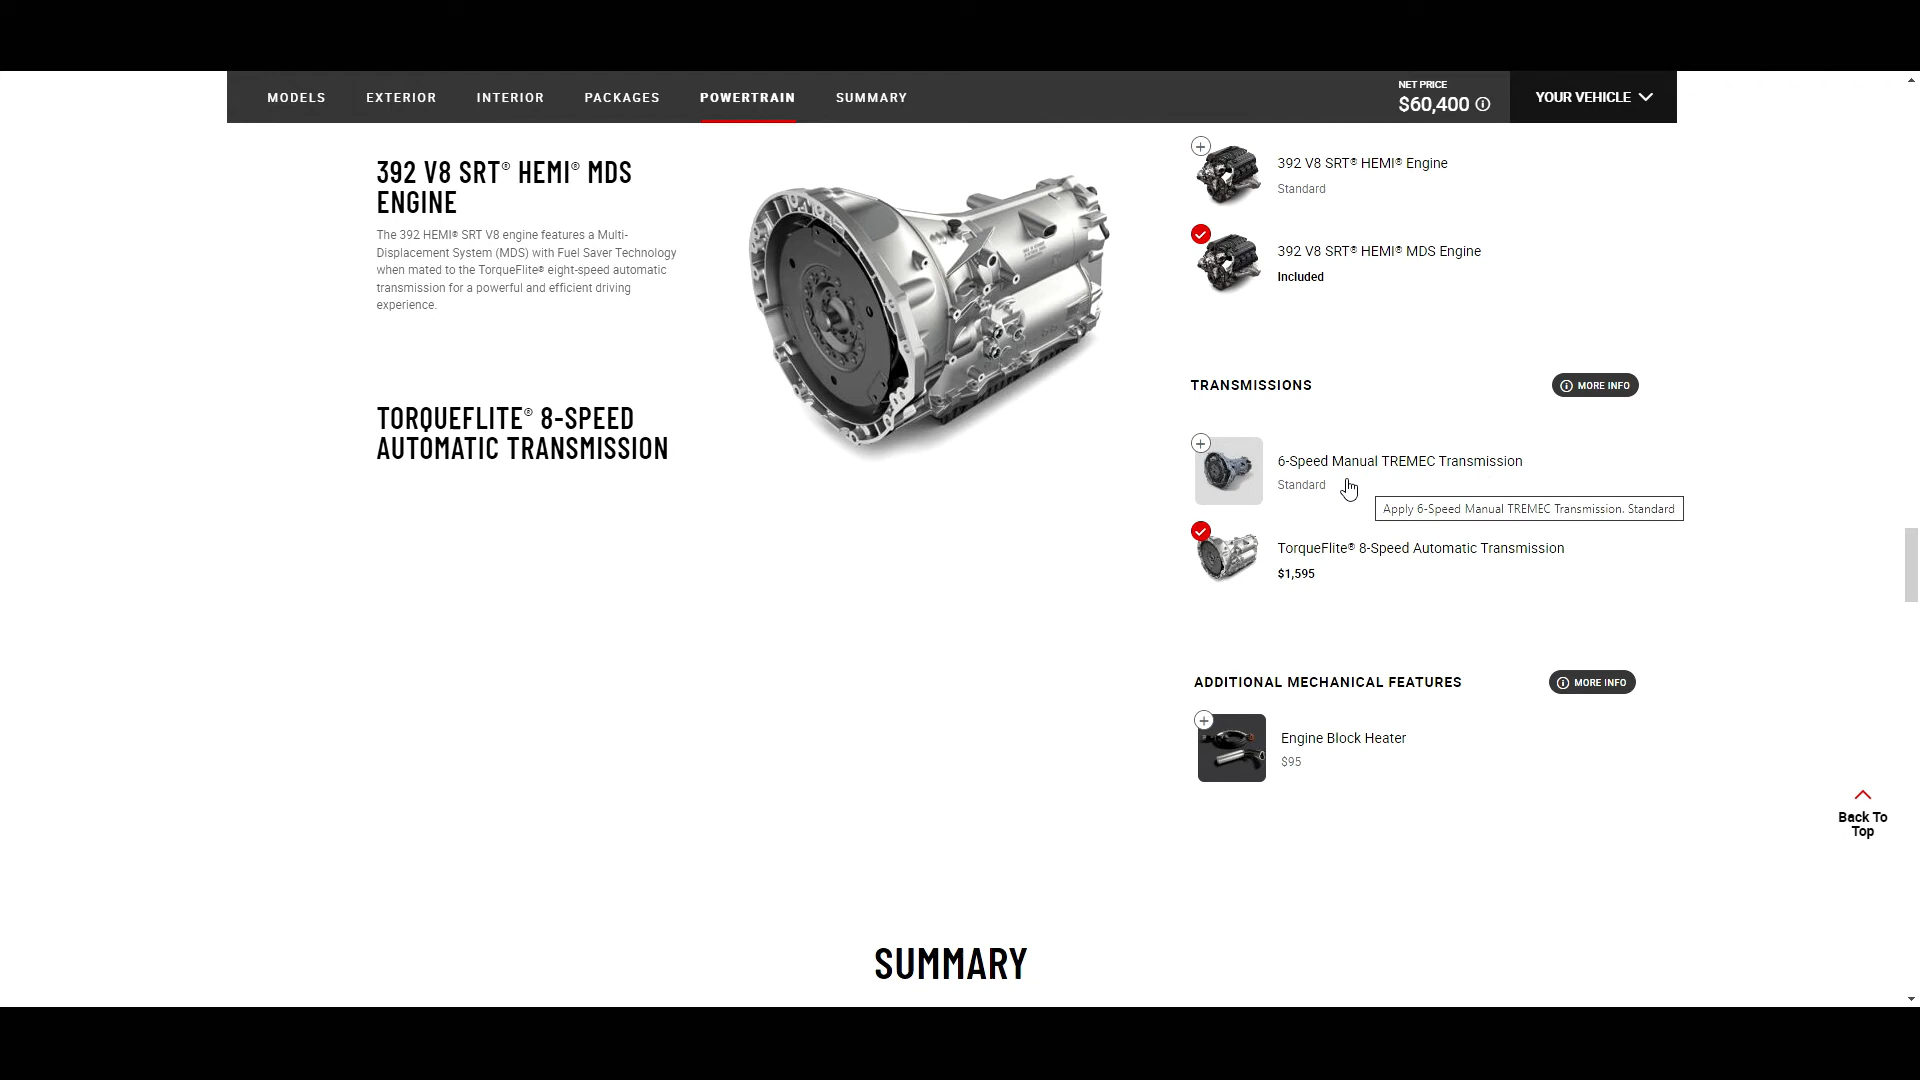 MODELS
EXTERIOR
INTERIOR
PACKAGES
POWERTRAIN
SUMMARY
NET PRICE
$60,400
YOUR VEHICLE
392 V8 SRT® HEMI® MDS
ENGINE
The 392 HEMI® SRT V8 engine features a Multi-
Displacement System (MDS) with Fuel Saver Technology
when mated to the TorqueFlite® eight-speed automatic
transmission for a powerful and efficient driving
experience.
TORQUEFLITE® 8-SPEED
AUTOMATIC TRANSMISSION
392 V8 SRT® HEMI® Engine
Standard
392 V8 SRT® HEMI® MDS Engine
Included
TRANSMISSIONS
MORE INFO
6-Speed Manual TREMEC Transmission
Standard
Apply 6-Speed Manual TREMEC Transmission. Standard
TorqueFlite® 8-Speed Automatic Transmission
$1,595
ADDITIONAL MECHANICAL FEATURES
MORE INFO
Engine Block Heater
$95
Back To
Top
SUMMARY